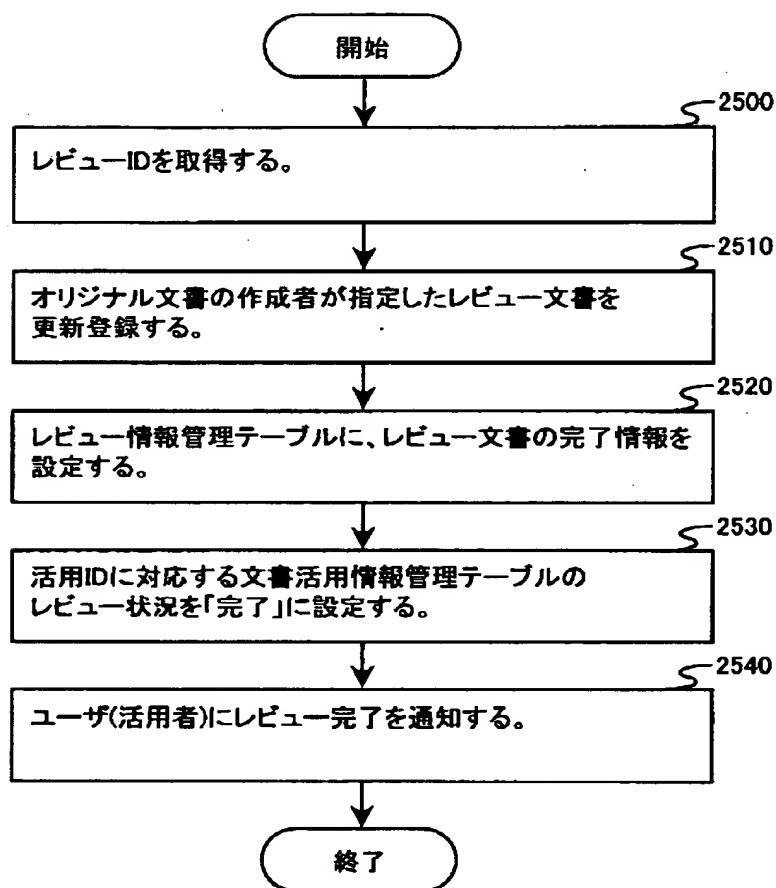 開始
2500
レビューIDを取得する。
2510
オリジナル文書の作成者が指定したレビュー文書を
更新登録する。
2520
レビュー情報管理テーブルに、レビュー文書の完了情報を
設定する。
2530
活用IDに対応する文書活用情報管理テーブルの
レビュー状況を「完了」に設定する。
2540
ユーザ(活用者)にレビュー完了を通知する。
終了